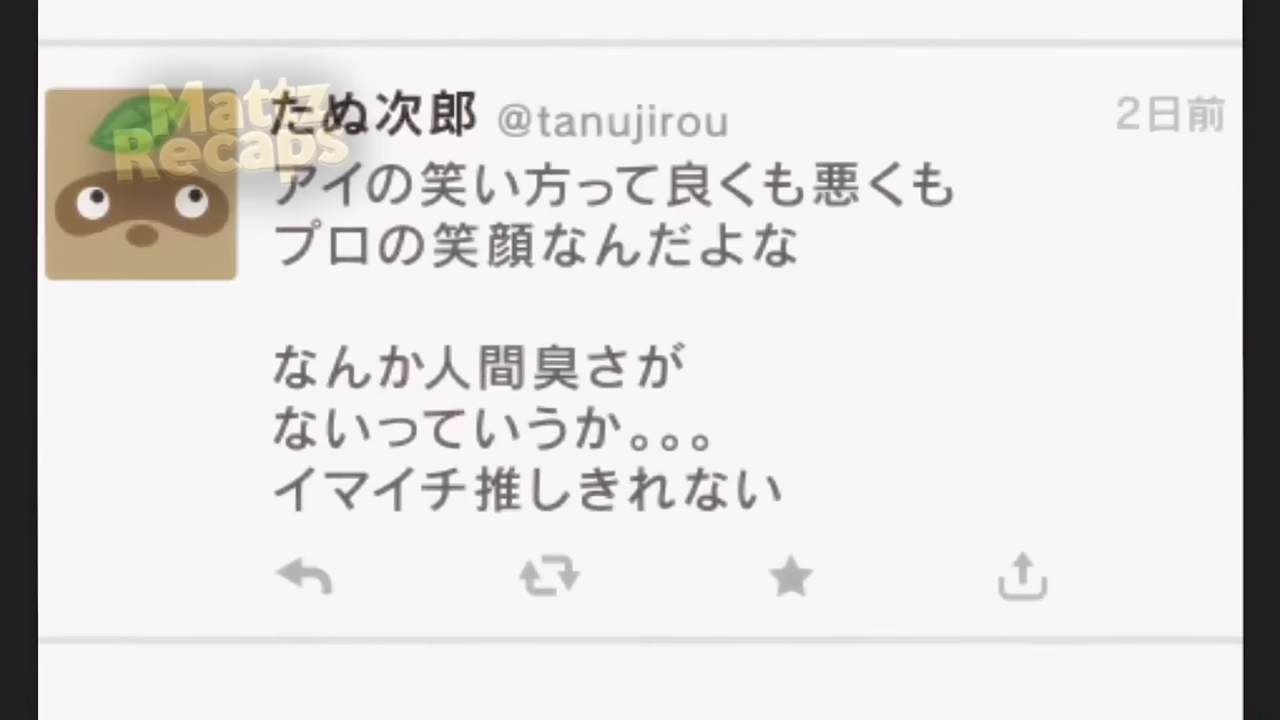 Mattz
Recaps
たぬ次郎 @tanujirou 2日前
アイの笑い方って良くも悪くも
プロの笑顔なんだよな
なんか人間臭さが
ないっていうか。。。
イマイチ推しきれない